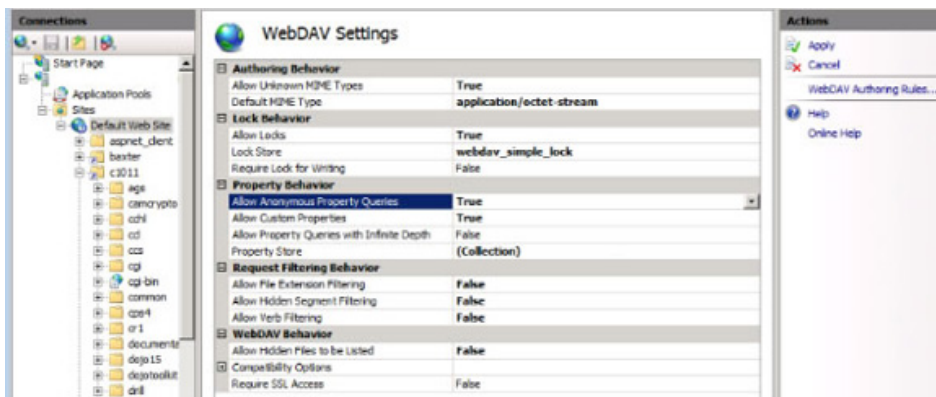 Connections
Start Page
Application Pools
Sites
Default Web Site
aspnet_client
baxter
c1011
ags
camcrypto
cchl
cd
ccs
cgi
cgi-bin
common
cps4
cr1
documents
dojo15
dojotoolkit
drill
WebDAV Settings
Authoring Behavior
Allow Unknown MIME Types True
Default MIME Type application/octet-stream
Lock Behavior
Allow Locks True
Lock Store webdav_simple_lock
Require Lock for Writing False
Property Behavior
Allow Anonymous Property Queries True
Allow Custom Properties True
Allow Property Queries with Infinite Depth False
Property Store (Collection)
Request Filtering Behavior
Allow File Extension Filtering False
Allow Hidden Segment Filtering False
Allow Verb Filtering False
WebDAV Behavior
Allow Hidden Files to be Listed False
Compatibility Options
Require SSL Access False
Actions
Apply
Cancel
WebDAV Authoring Rules...
Help
Online Help